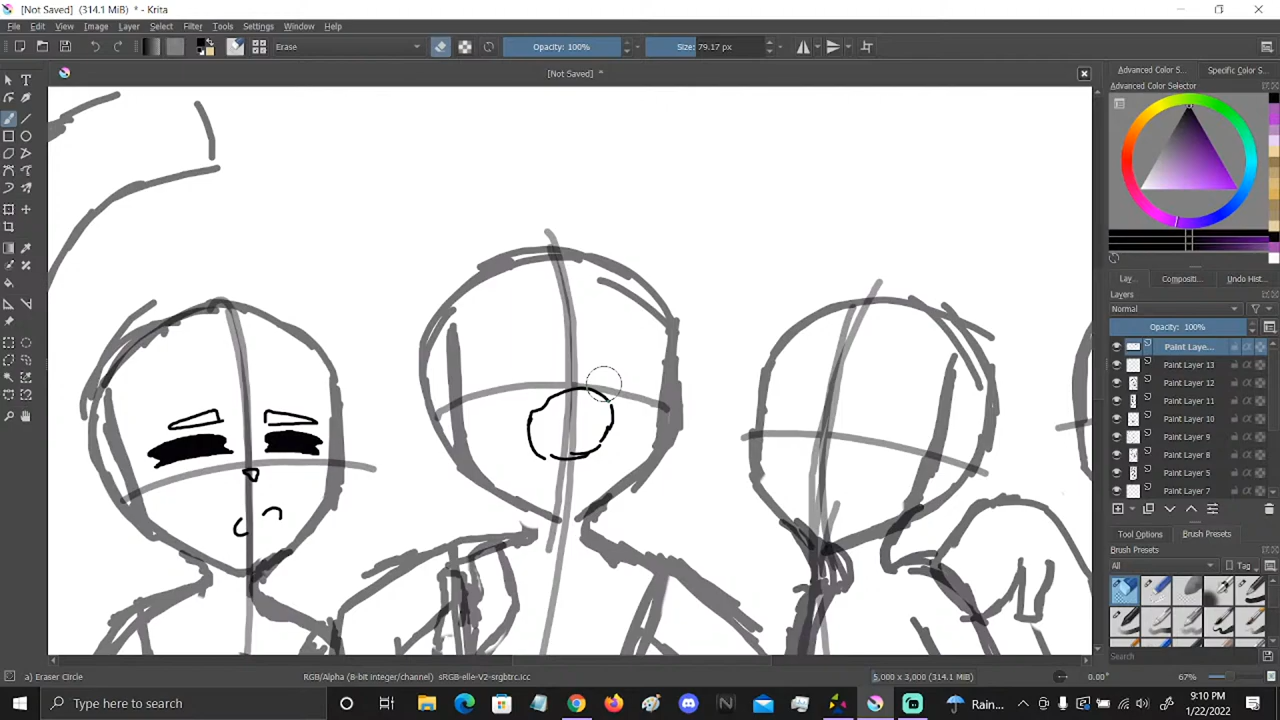 [Not Saved] (314.1 MiB) * - Krita
File Edit View Image Layer Select Filter Tools Settings Window Help
Erase
Opacity: 100%
Size: 79.17 px
[Not Saved] *
Advanced Color S...
Specific Color S...
Advanced Color Selector
Lay...
Compositi...
Undo Hist...
Layers
Normal
Opacity: 100%
Paint Laye...
Paint Layer 13
Paint Layer 12
Paint Layer 11
Paint Layer 10
Paint Layer 9
Paint Layer 8
Paint Layer 5
Paint Layer 7
Tool Options
Brush Presets
Brush Presets
All
Tag
Search
a) Eraser Circle
RGB/Alpha (8-bit integer/channel) sRGB-elle-V2-srgbtrc.icc
5,000 x 3,000 (314.1 MiB)
0.00°
67%
Type here to search
Rain...
9:10 PM
1/22/2022